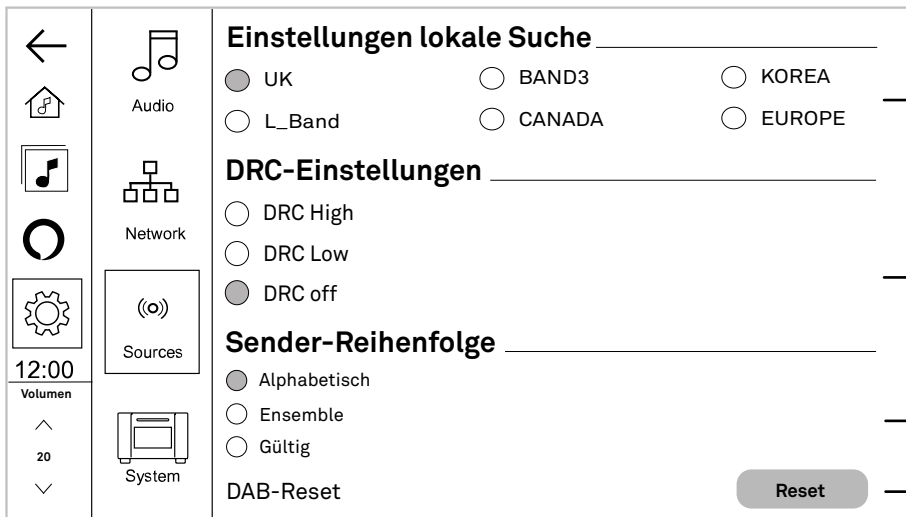 12:00
Volumen
20
Audio
Network
Sources
System
Einstellungen lokale Suche
UK BAND3 KOREA
L_Band CANADA EUROPE
DRC-Einstellungen
DRC High
DRC Low
DRC off
Sender-Reihenfolge
Alphabetisch
Ensemble
Gültig
DAB-Reset Reset